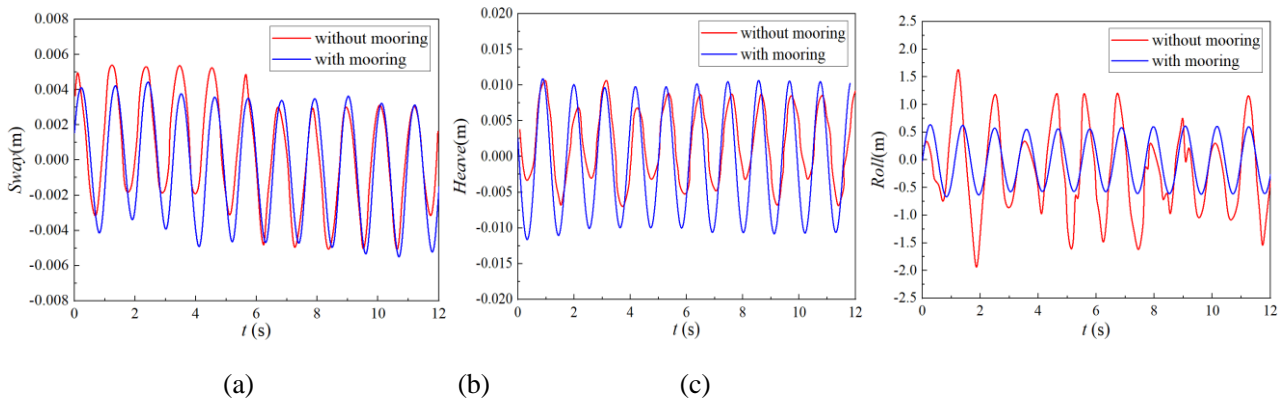 Sway(m)
0.008
0.006
0.004
0.002
0.000
-0.002
-0.004
-0.006
-0.008
without mooring
with mooring
0 2 4 6 8 10 12
t (s)
Heave(m)
0.020
0.015
0.010
0.005
0.000
-0.005
-0.010
-0.015
-0.020
without mooring
with mooring
0 2 4 6 8 10 12
t (s)
Roll(m)
2.5
2.0
1.5
1.0
0.5
0.0
-0.5
-1.0
-1.5
-2.0
-2.5
without mooring
with mooring
0 2 4 6 8 10 12
t (s)
(a) (b) (c)